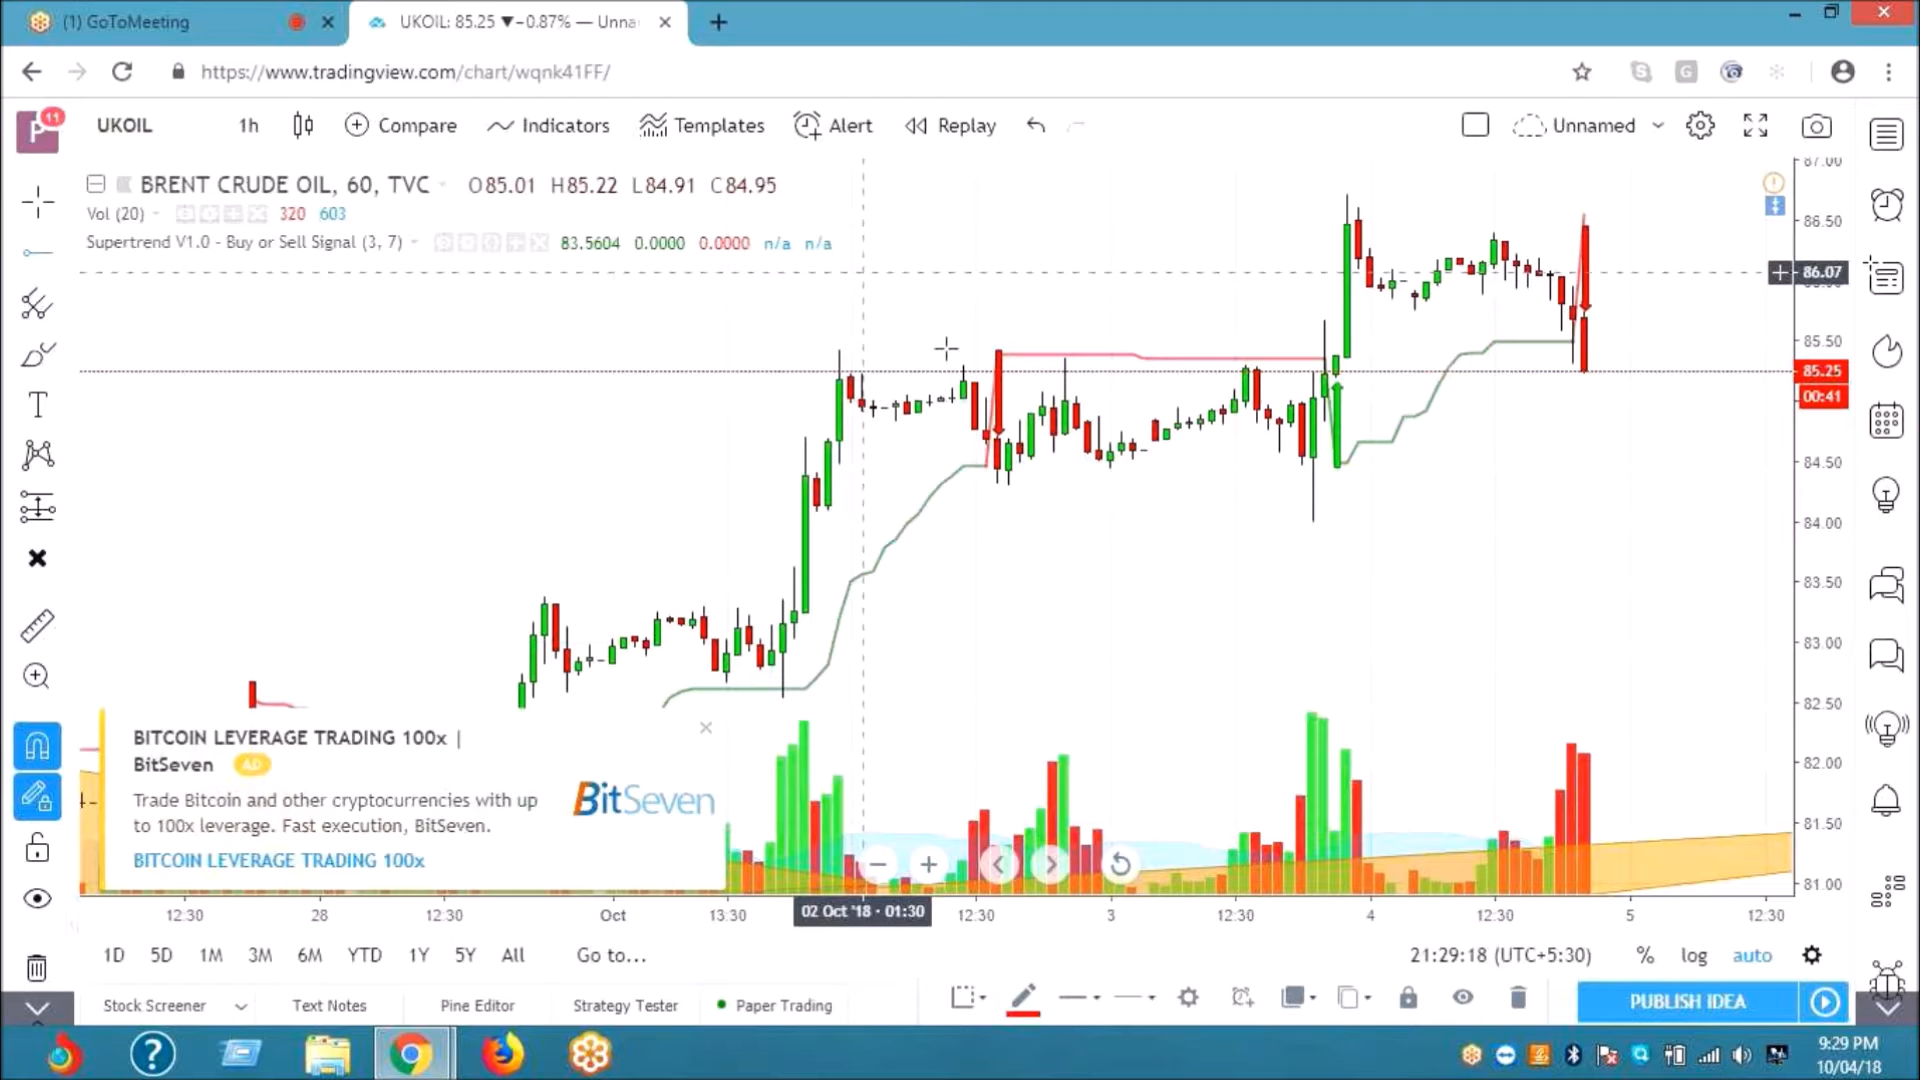 (1) GoToMeeting
UKOIL: 85.25 ▼−0.87% — Unna
https://www.tradingview.com/chart/wqnk41FF/
11
UKOIL 1h Compare Indicators Templates Alert Replay Unnamed
BRENT CRUDE OIL, 60, TVC O85.01 H85.22 L84.91 C84.95
Vol (20) 320 603
Supertrend V1.0 - Buy or Sell Signal (3, 7) 83.5604 0.0000 0.0000 n/a n/a
87.00
86.50
86.07
85.50
85.25
00:41
84.50
84.00
83.50
83.00
82.50
82.00
81.50
81.00
BITCOIN LEVERAGE TRADING 100x |
BitSeven AD
Trade Bitcoin and other cryptocurrencies with up
to 100x leverage. Fast execution, BitSeven.
BITCOIN LEVERAGE TRADING 100x
BitSeven
12:30 28 12:30 Oct 13:30 02 Oct '18 · 01:30 12:30 3 12:30 4 12:30 5 12:30
1D 5D 1M 3M 6M YTD 1Y 5Y All Go to... 21:29:18 (UTC+5:30) % log auto
Stock Screener Text Notes Pine Editor Strategy Tester Paper Trading PUBLISH IDEA
9:29 PM
10/04/18